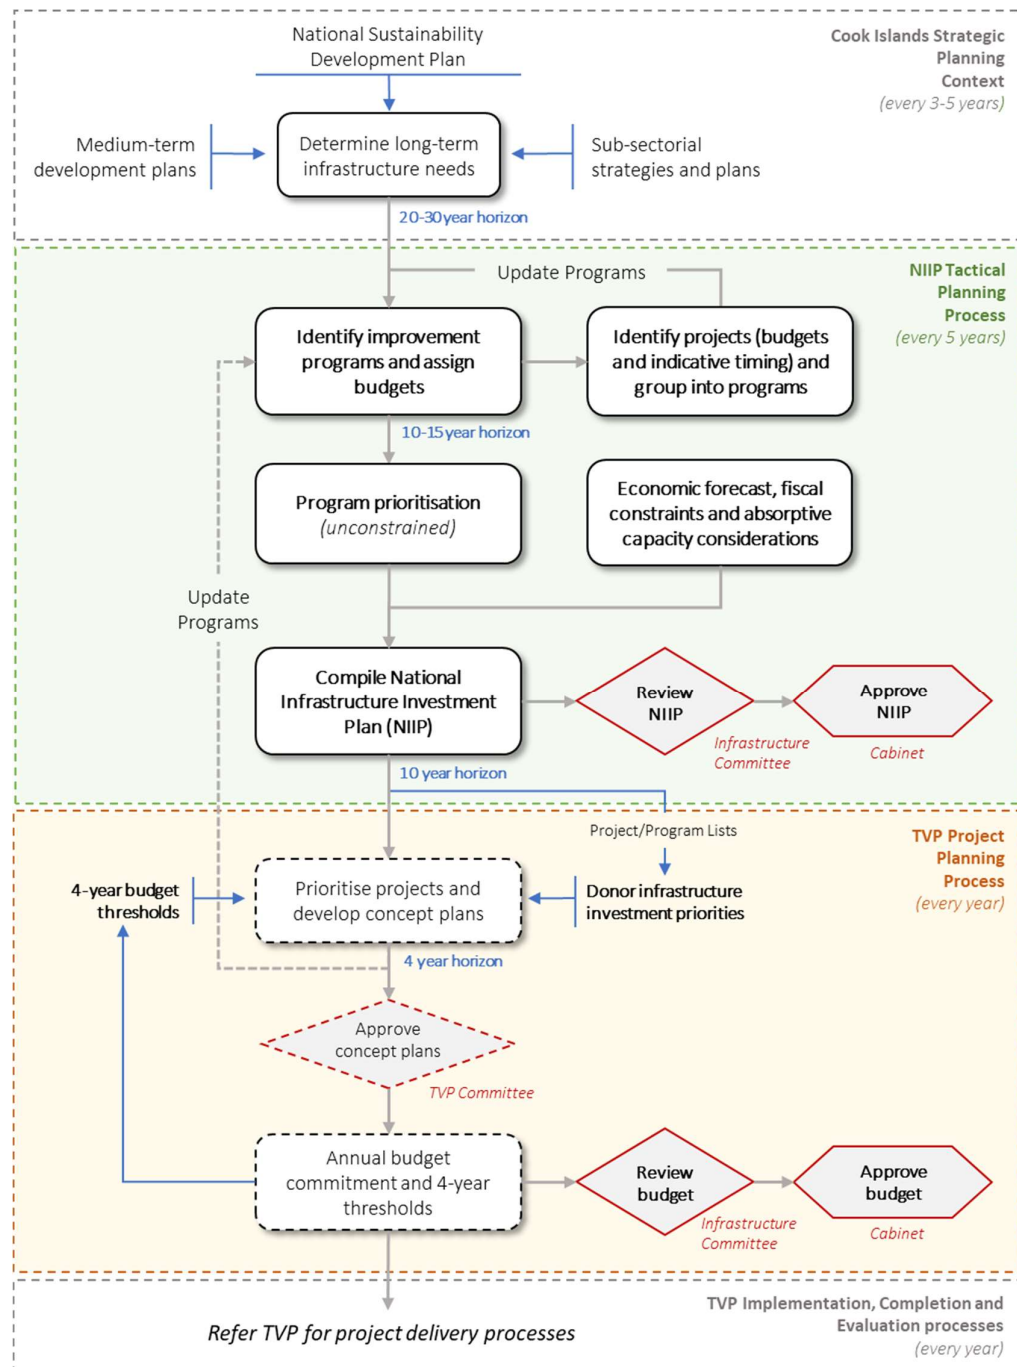 National Sustainability
Development Plan
Cook Islands Strategic
Planning
Context
(every 3-5 years)
Medium-term
development plans
Determine long-term
infrastructure needs
Sub-sectorial
strategies and plans
20-30 year horizon
Update Programs
NIIP Tactical
Planning
Process
(every 5 years)
Identify improvement
programs and assign
budgets
Identify projects (budgets
and indicative timing) and
group into programs
10-15 year horizon
Program prioritisation
(unconstrained)
Economic forecast, fiscal
constraints and absorptive
capacity considerations
Update
Programs
Compile National
Infrastructure Investment
Plan (NIIP)
Review
NIIP
Approve
NIIP
Infrastructure
Committee
Cabinet
10 year horizon
Project/Program Lists
TVP Project
Planning
Process
(every year)
4-year budget
thresholds
Prioritise projects and
develop concept plans
Donor infrastructure
investment priorities
4 year horizon
Approve
concept plans
TVP Committee
Annual budget
commitment and 4-year
thresholds
Review
budget
Approve
budget
Infrastructure
Committee
Cabinet
TVP Implementation, Completion and
Evaluation processes
(every year)
Refer TVP for project delivery processes